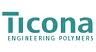 Ticona
ENGINEERING POLYMERS